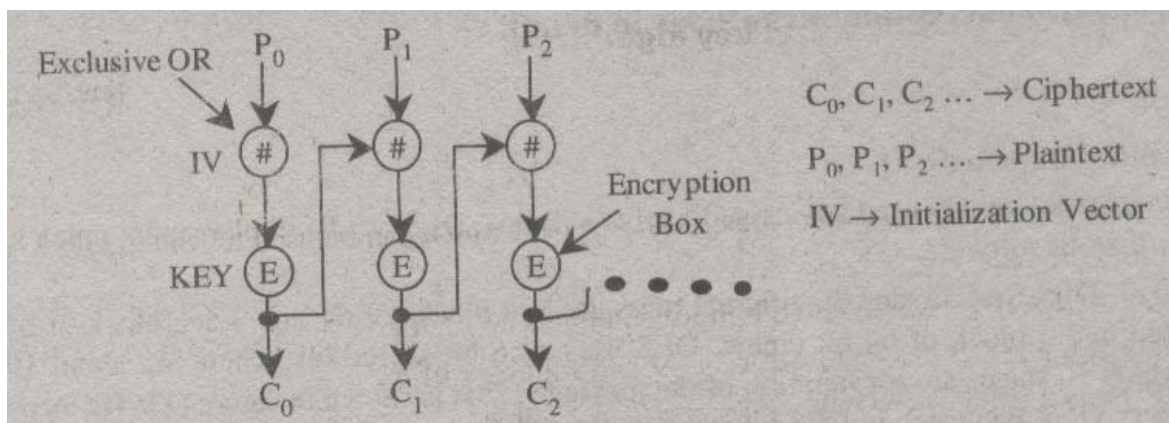 P₀ P₁ P₂
Exclusive OR
C₀, C₁, C₂ ... → Ciphertext
IV # # #
P₀, P₁, P₂ ... → Plaintext
Encryption
Box
IV → Initialization Vector
KEY E E E
C₀ C₁ C₂